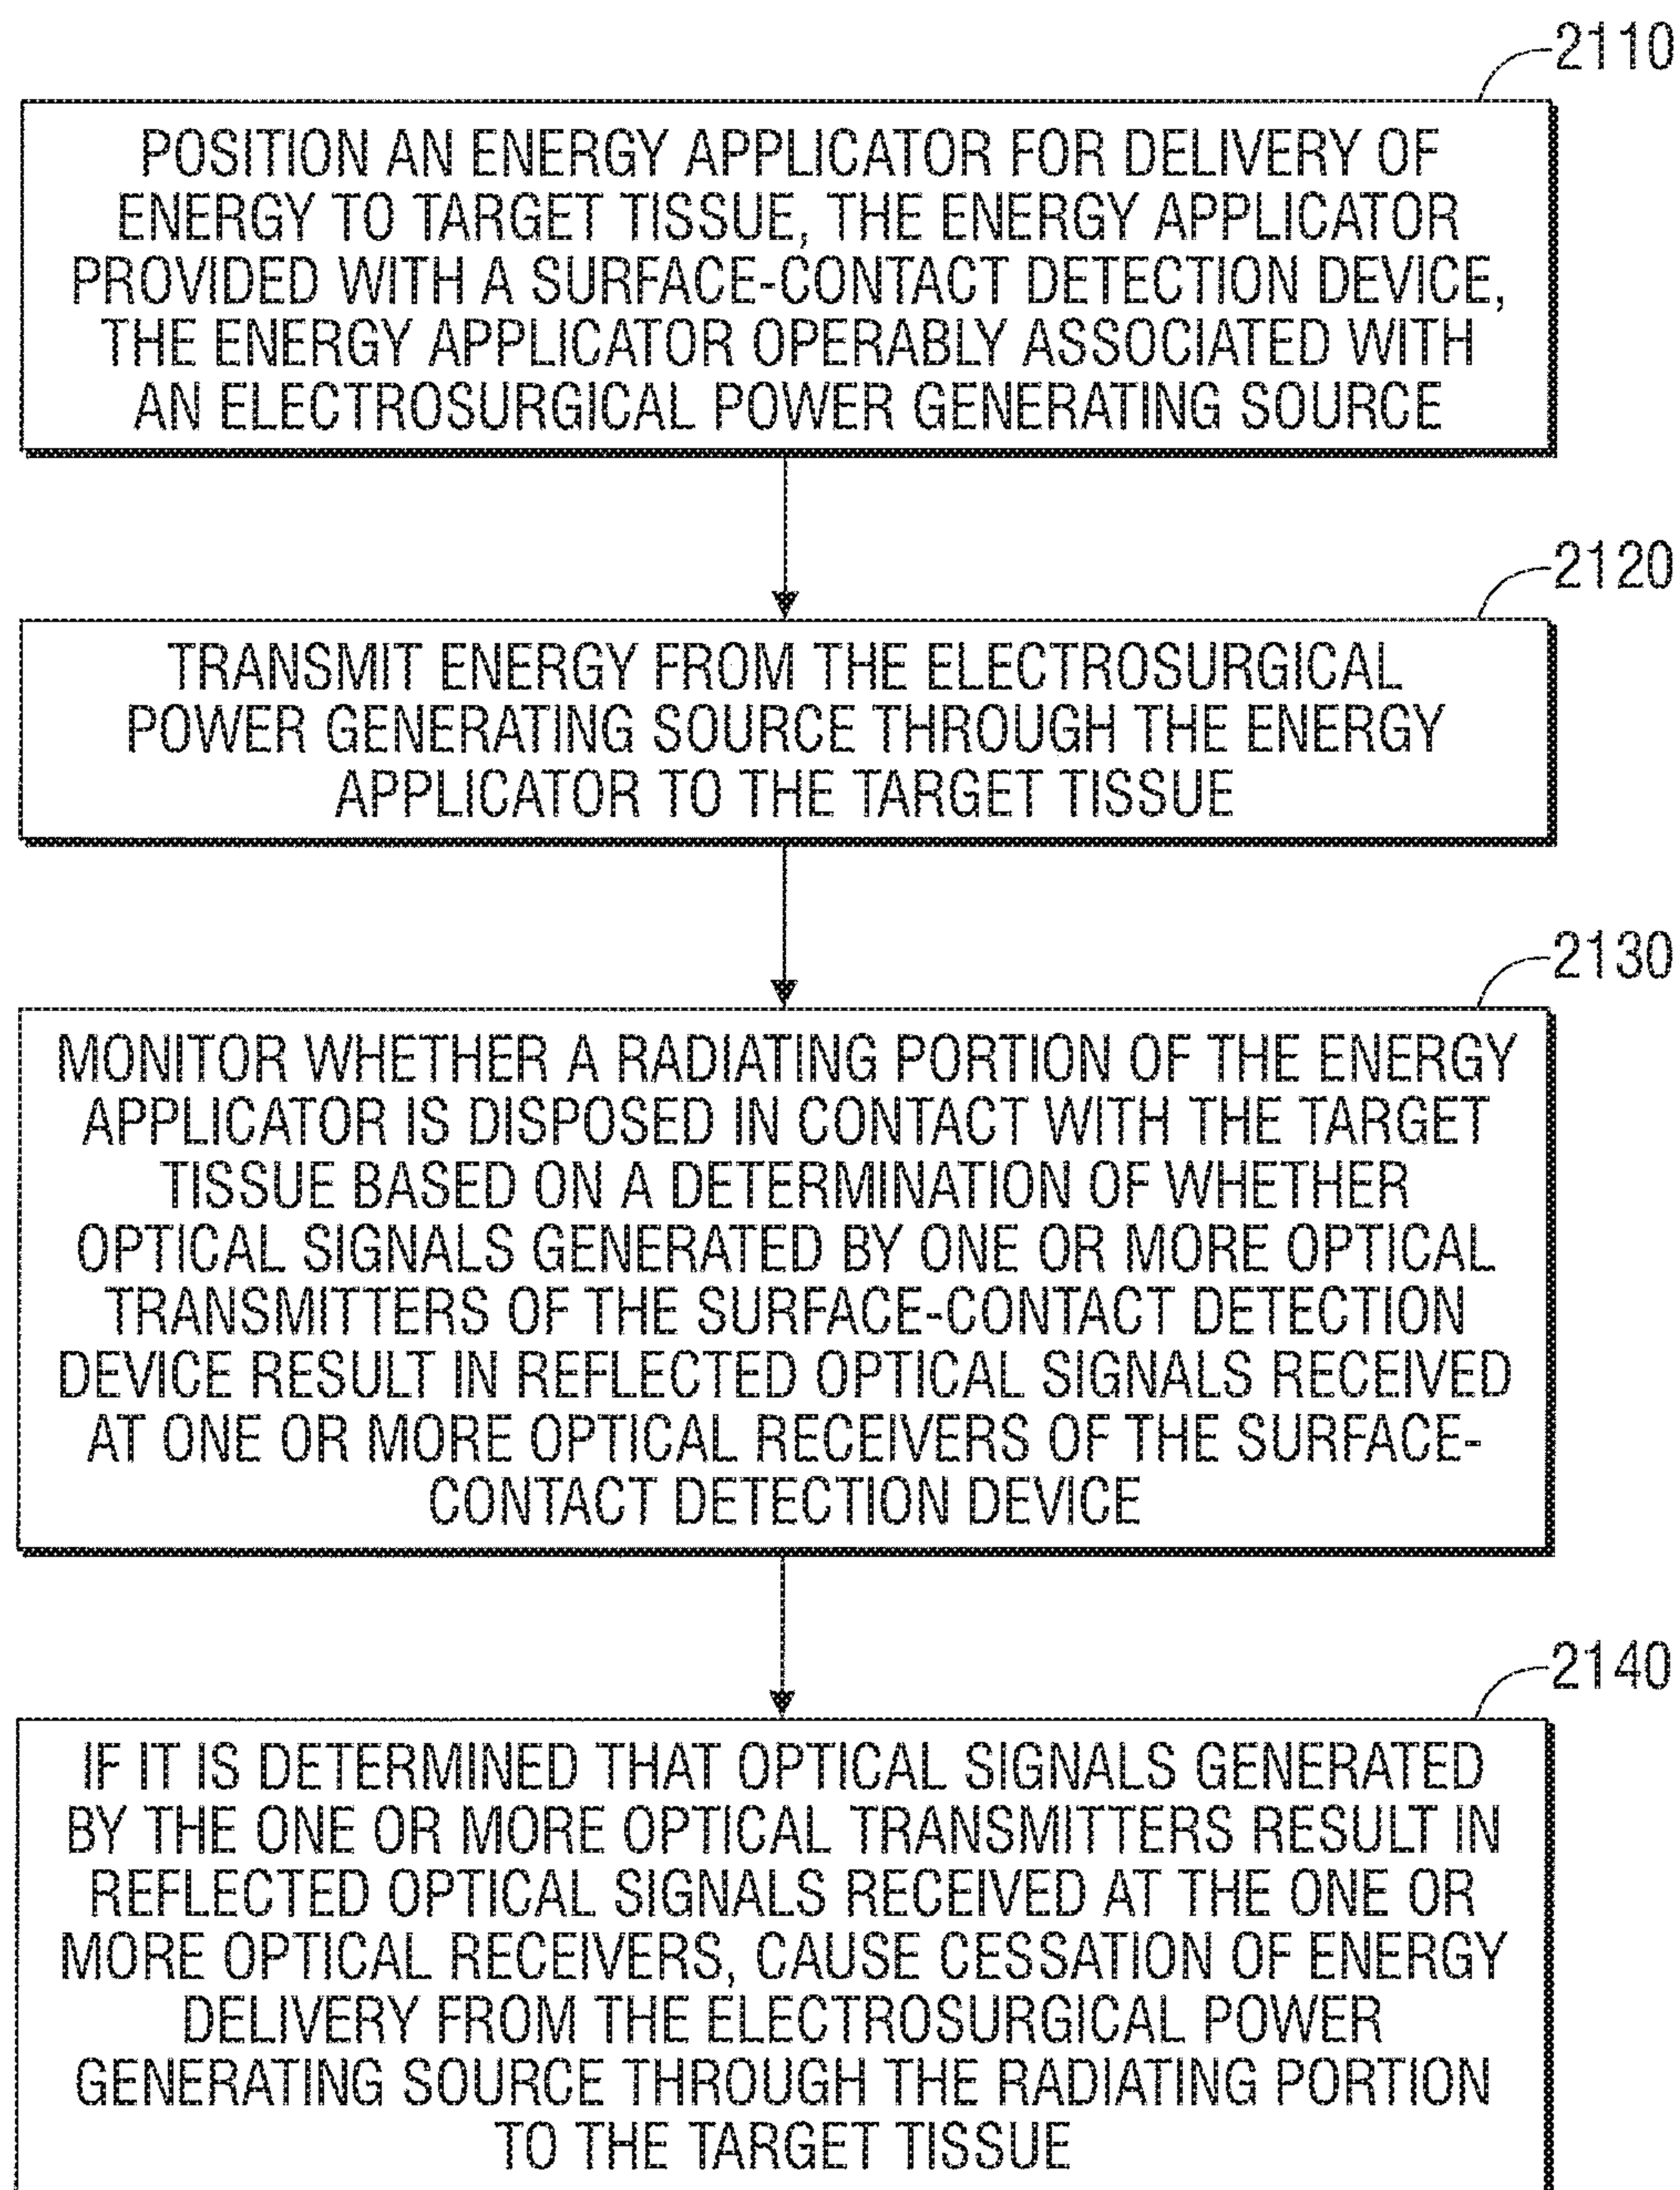 2110
POSITION AN ENERGY APPLICATOR FOR DELIVERY OF
ENERGY TO TARGET TISSUE, THE ENERGY APPLICATOR
PROVIDED WITH A SURFACE-CONTACT DETECTION DEVICE,
THE ENERGY APPLICATOR OPERABLY ASSOCIATED WITH
AN ELECTROSURGICAL POWER GENERATING SOURCE
2120
TRANSMIT ENERGY FROM THE ELECTROSURGICAL
POWER GENERATING SOURCE THROUGH THE ENERGY
APPLICATOR TO THE TARGET TISSUE
2130
MONITOR WHETHER A RADIATING PORTION OF THE ENERGY
APPLICATOR IS DISPOSED IN CONTACT WITH THE TARGET
TISSUE BASED ON A DETERMINATION OF WHETHER
OPTICAL SIGNALS GENERATED BY ONE OR MORE OPTICAL
TRANSMITTERS OF THE SURFACE-CONTACT DETECTION
DEVICE RESULT IN REFLECTED OPTICAL SIGNALS RECEIVED
AT ONE OR MORE OPTICAL RECEIVERS OF THE SURFACE-
CONTACT DETECTION DEVICE
2140
IF IT IS DETERMINED THAT OPTICAL SIGNALS GENERATED
BY THE ONE OR MORE OPTICAL TRANSMITTERS RESULT IN
REFLECTED OPTICAL SIGNALS RECEIVED AT THE ONE OR
MORE OPTICAL RECEIVERS, CAUSE CESSATION OF ENERGY
DELIVERY FROM THE ELECTROSURGICAL POWER
GENERATING SOURCE THROUGH THE RADIATING PORTION
TO THE TARGET TISSUE